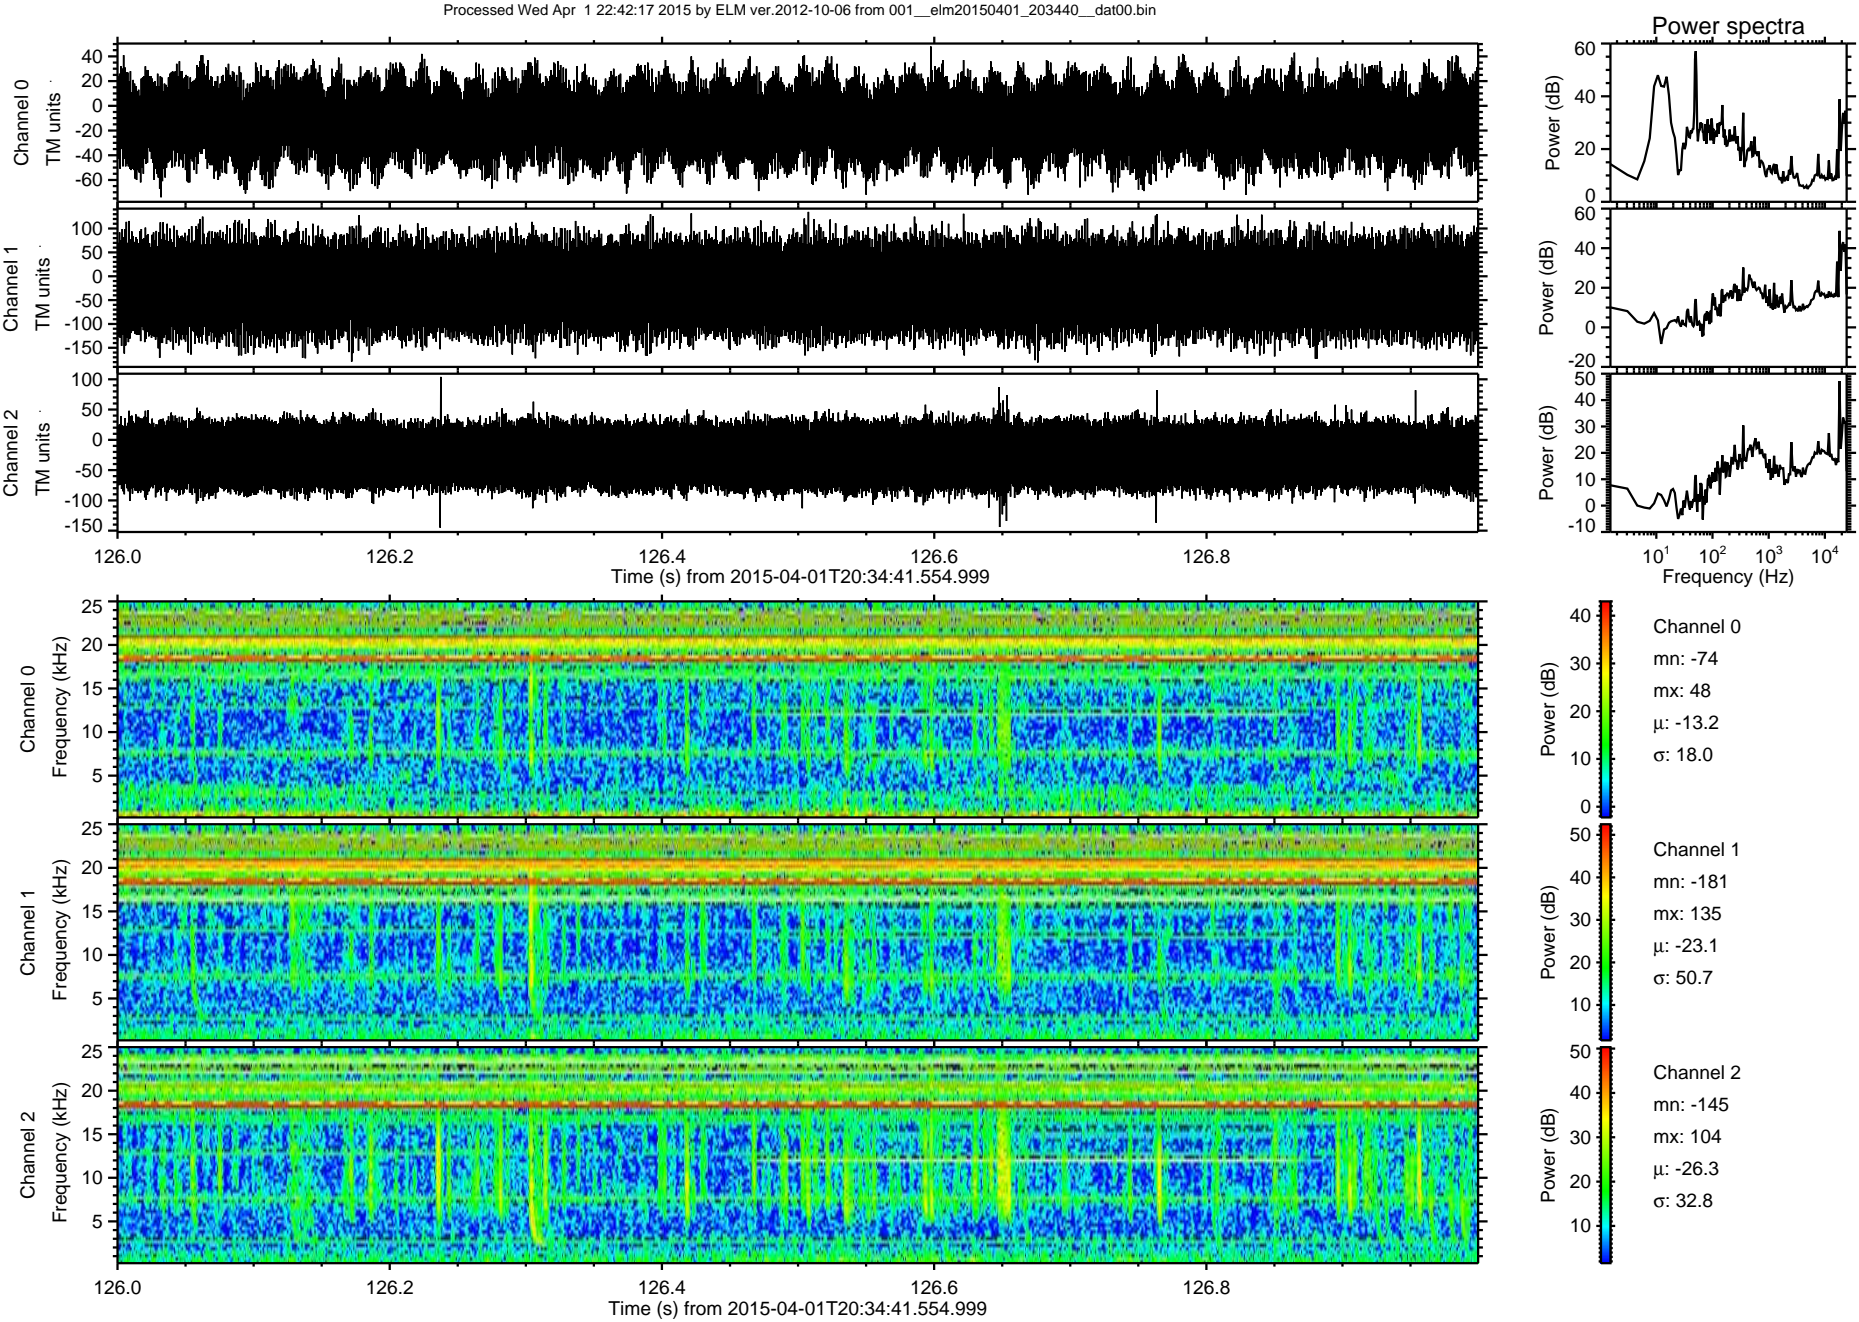 Processed Wed Apr  1 22:42:17 2015 by ELM ver.2012-10-06 from 001__elm20150401_203440__dat00.bin
Power spectra
Channel 0
TM units
40
20
0
-20
-40
-60
Power (dB)
60
40
20
0
Channel 1
TM units
100
50
0
-50
-100
-150
Power (dB)
60
40
20
0
-20
Channel 2
TM units
100
50
0
-50
-100
-150
Power (dB)
50
40
30
20
10
0
-10
126.0 126.2 126.4 126.6 126.8
Time (s) from 2015-04-01T20:34:41.554.999
10¹ 10² 10³ 10⁴
Frequency (Hz)
Channel 0
Frequency (kHz)
25
20
15
10
5
Power (dB)
40
30
20
10
0
Channel 0
mn: -74
mx: 48
μ: -13.2
σ: 18.0
Channel 1
Frequency (kHz)
25
20
15
10
5
Power (dB)
50
40
30
20
10
Channel 1
mn: -181
mx: 135
μ: -23.1
σ: 50.7
Channel 2
Frequency (kHz)
25
20
15
10
5
Power (dB)
50
40
30
20
10
Channel 2
mn: -145
mx: 104
μ: -26.3
σ: 32.8
126.0 126.2 126.4 126.6 126.8
Time (s) from 2015-04-01T20:34:41.554.999